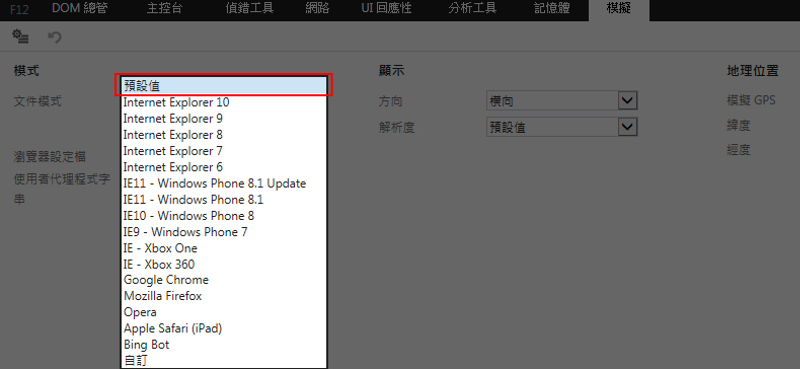 F12 DOM 總管 主控台 偵錯工具 網路 UI 回應性 分析工具 記憶體 模擬
模式
文件模式
瀏覽器設定檔
使用者代理程式字
串
預設值
Internet Explorer 10
Internet Explorer 9
Internet Explorer 8
Internet Explorer 7
Internet Explorer 6
IE11 - Windows Phone 8.1 Update
IE11 - Windows Phone 8.1
IE10 - Windows Phone 8
IE9 - Windows Phone 7
IE - Xbox One
IE - Xbox 360
Google Chrome
Mozilla Firefox
Opera
Apple Safari (iPad)
Bing Bot
自訂
顯示
方向 橫向
解析度 預設值
地理位置
模擬 GPS
緯度
經度